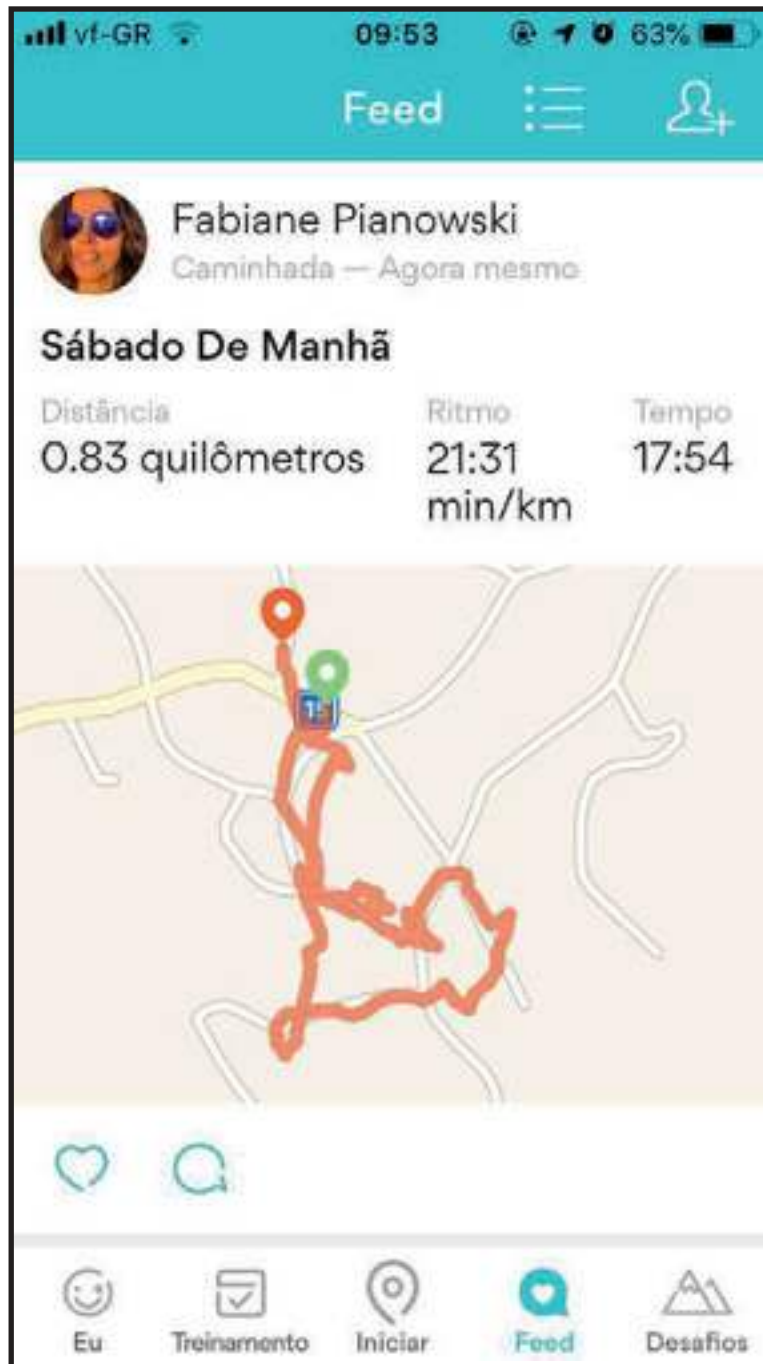 vf-GR 09:53 63%
Feed
Fabiane Pianowski
Caminhada — Agora mesmo
Sábado De Manhã
Distância Ritmo Tempo
0.83 quilômetros 21:31 17:54
min/km
Eu Treinamento Iniciar Feed Desafios